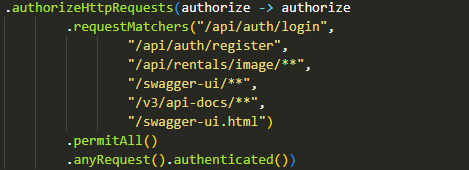 .authorizeHttpRequests(authorize -> authorize
.requestMatchers("/api/auth/login",
"/api/auth/register",
"/api/rentals/image/**",
"/swagger-ui/**",
"/v3/api-docs/**",
"/swagger-ui.html")
.permitAll()
.anyRequest().authenticated())